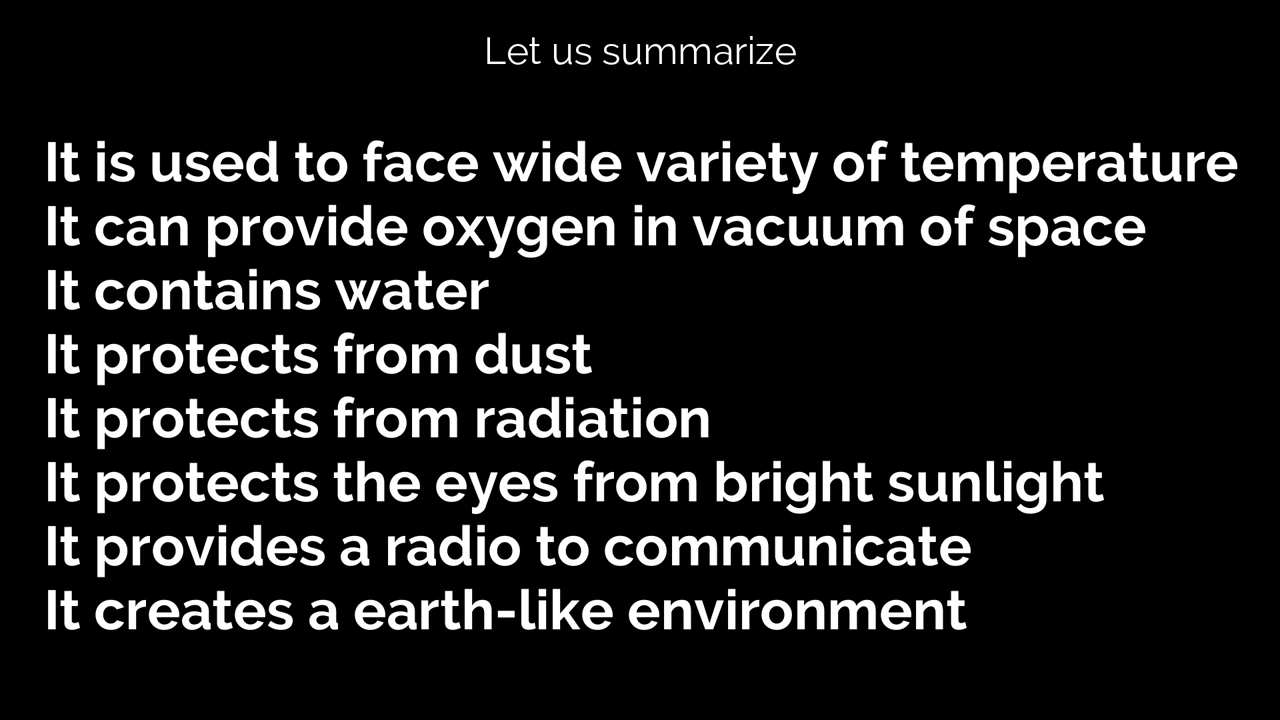 Let us summarize
It is used to face wide variety of temperature
It can provide oxygen in vacuum of space
It contains water
It protects from dust
It protects from radiation
It protects the eyes from bright sunlight
It provides a radio to communicate
It creates a earth-like environment